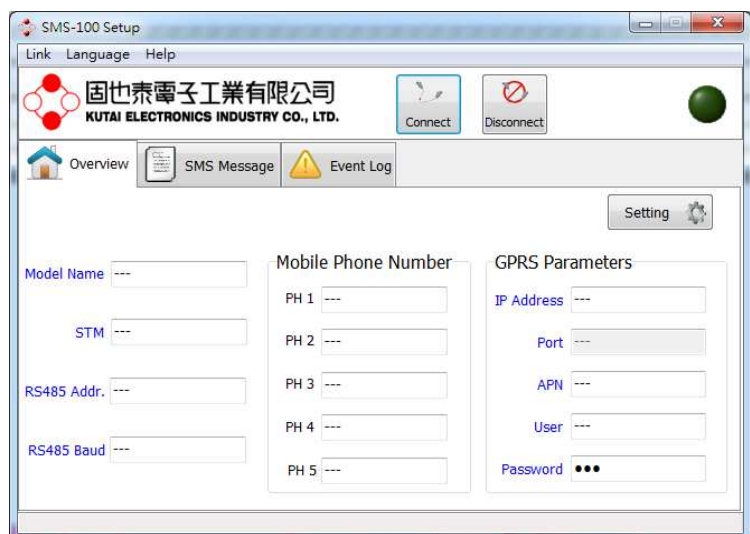 SMS-100 Setup
Link Language Help
固也泰電子工業有限公司
KUTAI ELECTRONICS INDUSTRY CO., LTD.
Connect
Disconnect
Overview
SMS Message
Event Log
Setting
Model Name ---
STM ---
RS485 Addr. ---
RS485 Baud ---
Mobile Phone Number
PH 1 ---
PH 2 ---
PH 3 ---
PH 4 ---
PH 5 ---
GPRS Parameters
IP Address ---
Port ---
APN ---
User ---
Password •••